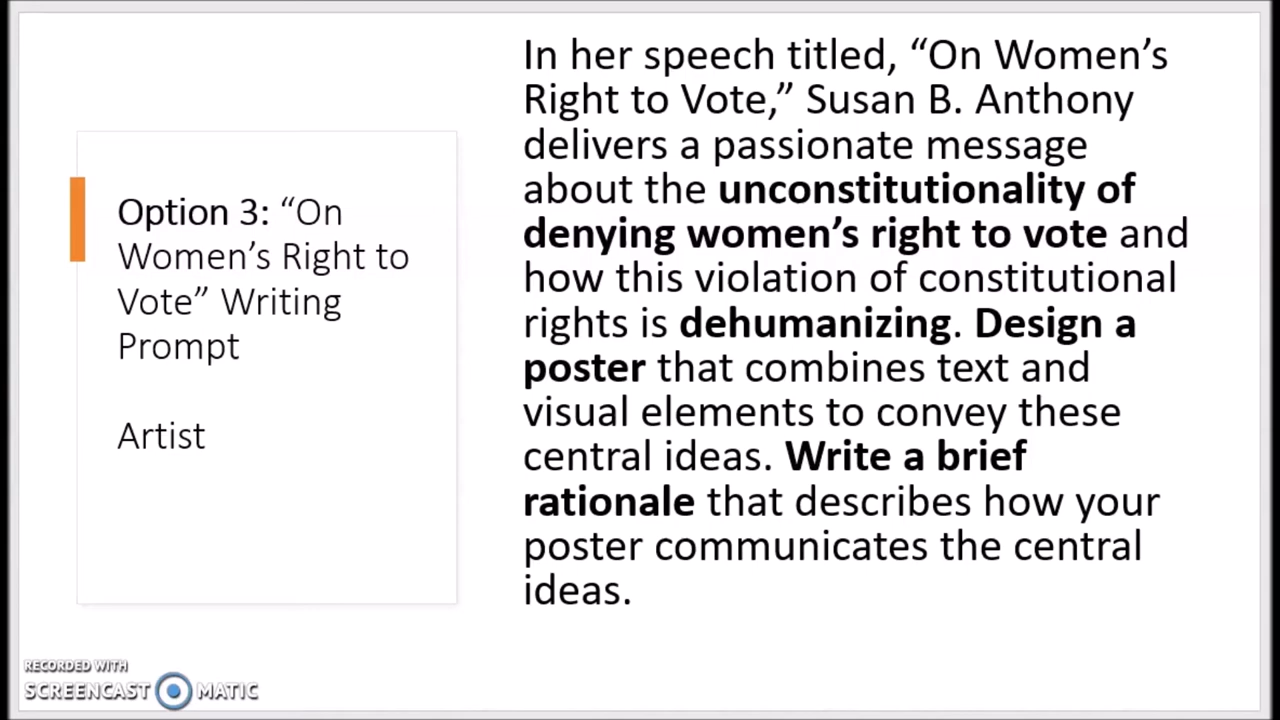 Option 3: “On
Women’s Right to
Vote” Writing
Prompt
Artist
In her speech titled, “On Women’s
Right to Vote,” Susan B. Anthony
delivers a passionate message
about the unconstitutionality of
denying women’s right to vote and
how this violation of constitutional
rights is dehumanizing. Design a
poster that combines text and
visual elements to convey these
central ideas. Write a brief
rationale that describes how your
poster communicates the central
ideas.
RECORDED WITH
SCREENCAST MATIC